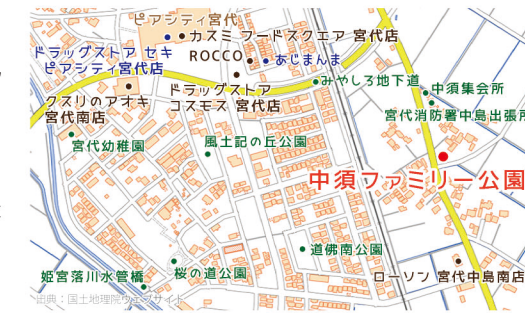 ピアシティ宮代
カスミ フードスクエア 宮代店
ドラッグストア セキ
ピアシティ宮代店
ROCCO
あじまんま
みやしろ地下道
中須集会所
クスリのアオキ
宮代南店
ドラッグストア
コスモス 宮代店
宮代消防署中島出張所
宮代幼稚園
風土記の丘公園
中須ファミリー公園
道佛南公園
姫宮落川水管橋
桜の道公園
ローソン 宮代中島南店
出典：国土地理院ウェブサイト